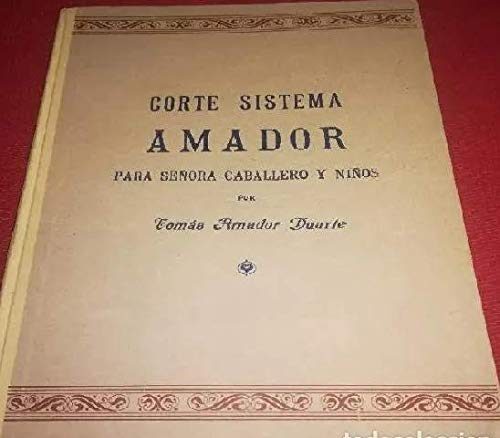 CORTE SISTEMA
AMADOR
PARA SEÑORA CABALLERO Y NIÑOS
POR
Tomás Amador Duarte